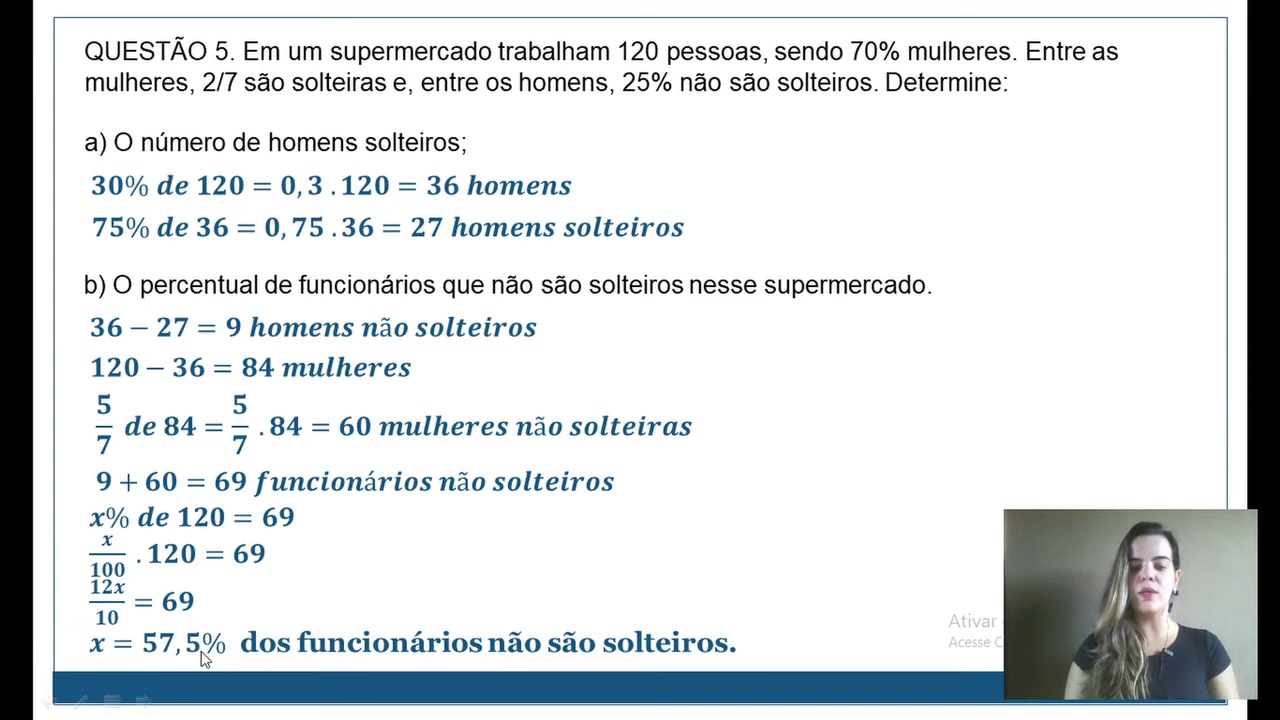 QUESTÃO 5. Em um supermercado trabalham 120 pessoas, sendo 70% mulheres. Entre as
mulheres, 2/7 são solteiras e, entre os homens, 25% não são solteiros. Determine:
a) O número de homens solteiros;
30% de 120 = 0,3 .120 = 36 homens
75% de 36 = 0,75 .36 = 27 homens solteiros
b) O percentual de funcionários que não são solteiros nesse supermercado.
36 − 27 = 9 homens não solteiros
120 − 36 = 84 mulheres
5/7 de 84 = 5/7 .84 = 60 mulheres não solteiras
9 + 60 = 69 funcionários não solteiros
x% de 120 = 69
x/100 .120 = 69
12x/10 = 69
x = 57,5% dos funcionários não são solteiros.
Ativar
Acesse